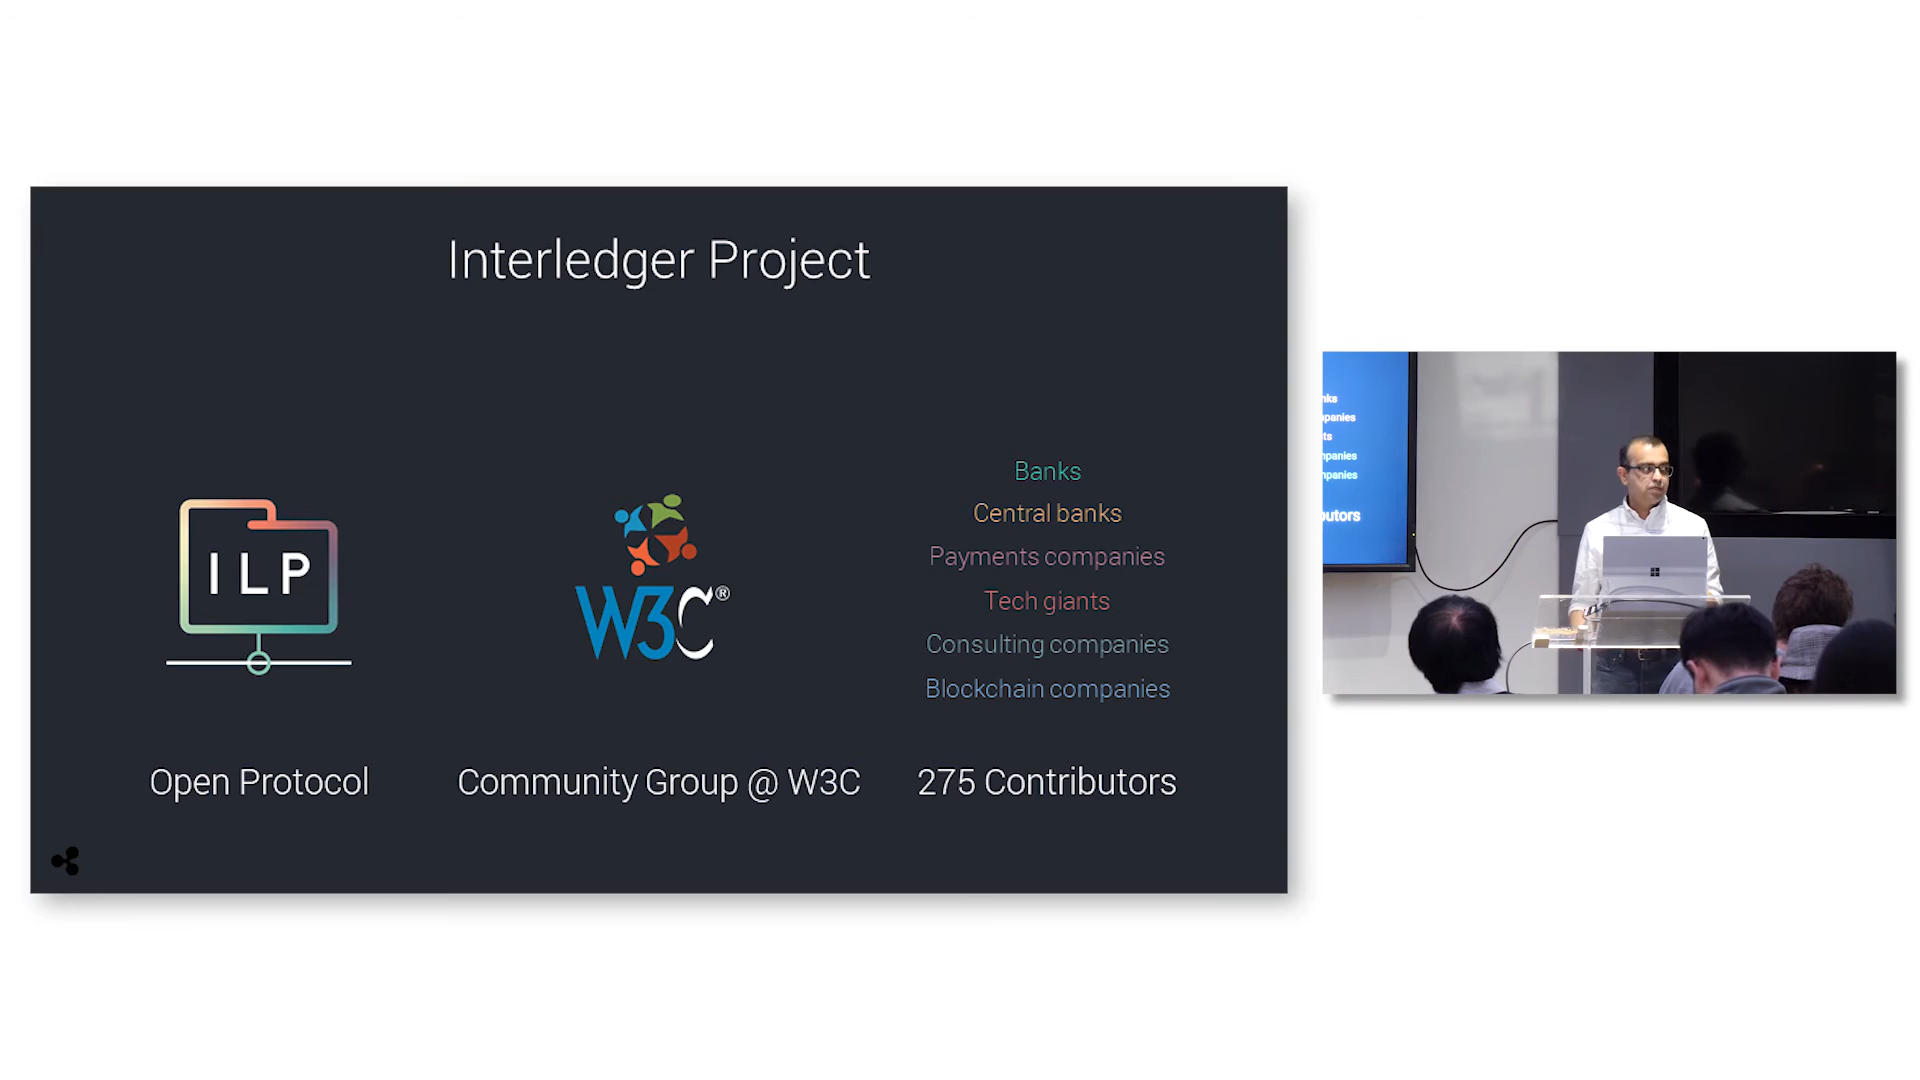 Interledger Project
ILP
W3C®
Banks
Central banks
Payments companies
Tech giants
Consulting companies
Blockchain companies
Open Protocol
Community Group @ W3C
275 Contributors